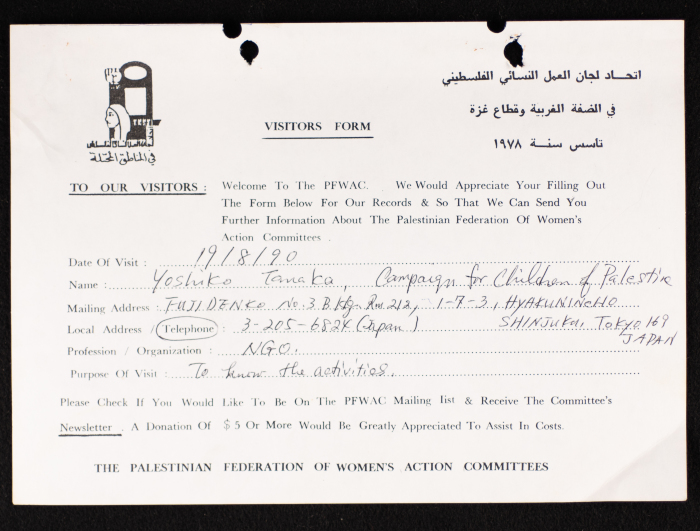 اتحاد لجان العمل النسائي الفلسطيني
في الضفة الغربية وقطاع غزة
تأسس سنة ١٩٧٨
في المناطق المحتلة
VISITORS FORM
TO OUR VISITORS : Welcome To The PFWAC. We Would Appreciate Your Filling Out
The Form Below For Our Records & So That We Can Send You
Further Information About The Palestinian Federation Of Women's
Action Committees .
Date Of Visit : 19/8/90
Name : Yoshiko Tanaka, Campaign for Children of Palestine
Mailing Address : FUJI DENKO No.3 Bldg. Rm 212, 1-7-3, HYAKUNINCHO
Local Address / Telephone : 3-205-6824 (Japan) SHINJUKU, TOKYO 169
JAPAN
Profession / Organization : NGO.
Purpose Of Visit : To know the activities.
Please Check If You Would Like To Be On The PFWAC Mailing list & Receive The Committee's
Newsletter . A Donation Of $ 5 Or More Would Be Greatly Appreciated To Assist In Costs.
THE PALESTINIAN FEDERATION OF WOMEN'S ACTION COMMITTEES